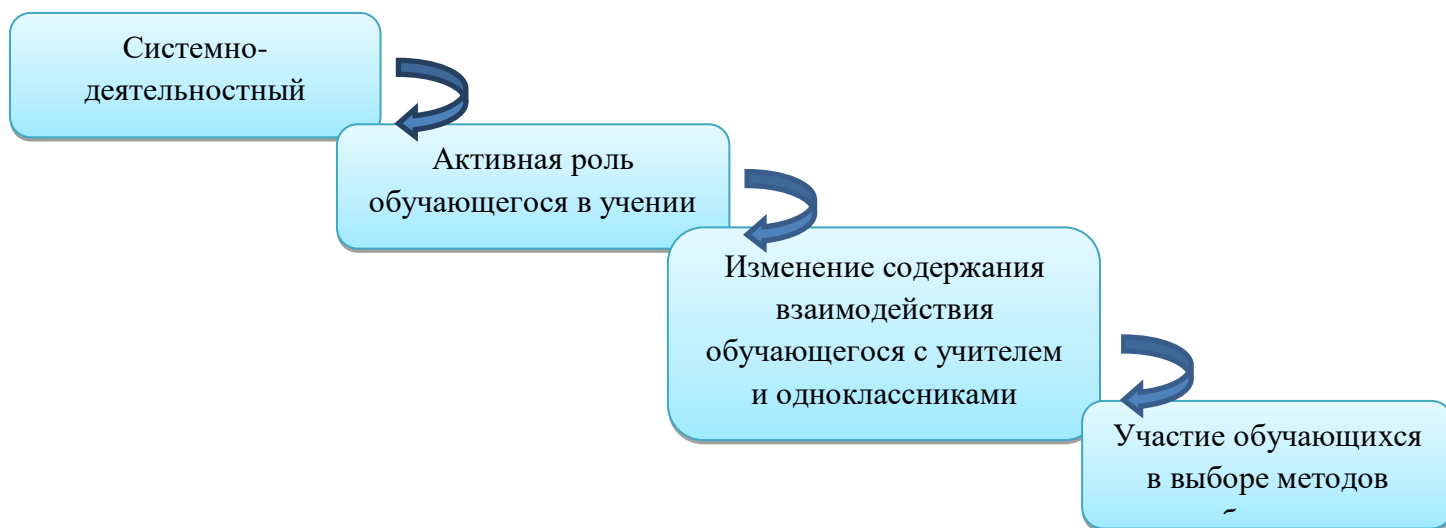 Системно-
деятельностный
Активная роль
обучающегося в учении
Изменение содержания
взаимодействия
обучающегося с учителем
и одноклассниками
Участие обучающихся
в выборе методов